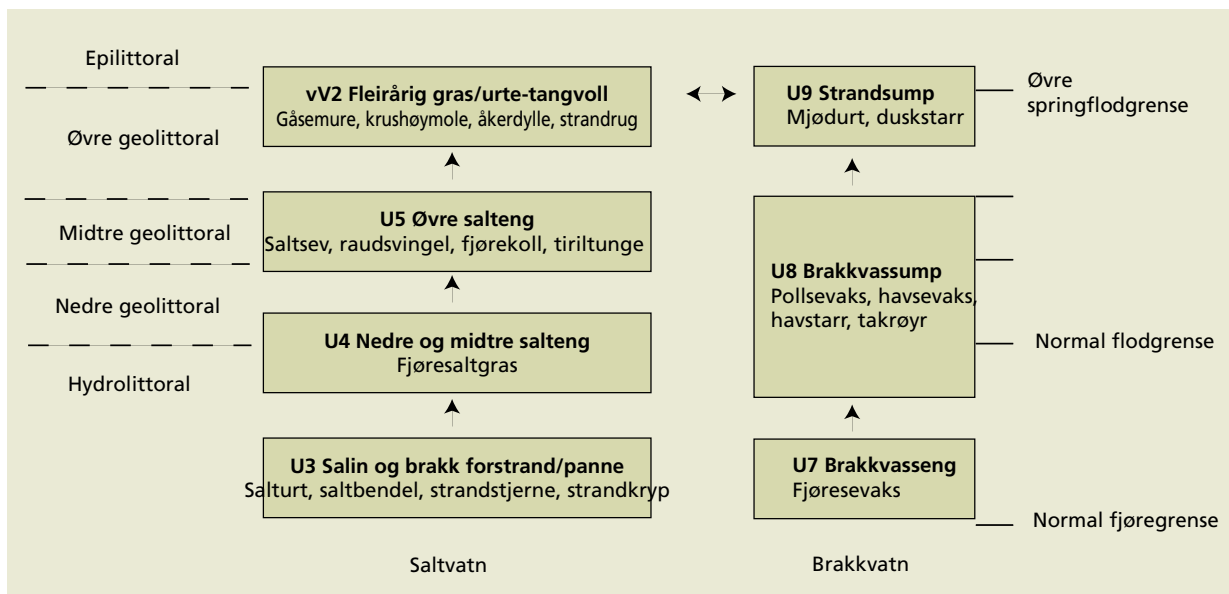 Epilittoral
Øvre geolittoral
Midtre geolittoral
Nedre geolittoral
Hydrolittoral
vV2 Fleirårig gras/urte-tangvoll
Gåsemure, krushøymole, åkerdylle, strandrug
U5 Øvre salteng
Saltsev, raudsvingel, fjørekoll, tiriltunge
U4 Nedre og midtre salteng
Fjøresaltgras
U3 Salin og brakk forstrand/panne
Salturt, saltbendel, strandstjerne, strandkryp
Saltvatn
U9 Strandsump
Mjødurt, duskstarr
U8 Brakkvassump
Pollsevaks, havsevaks,
havstarr, takrøyr
U7 Brakkvasseng
Fjøresevaks
Brakkvatn
Øvre
springflodgrense
Normal flodgrense
Normal fjøregrense